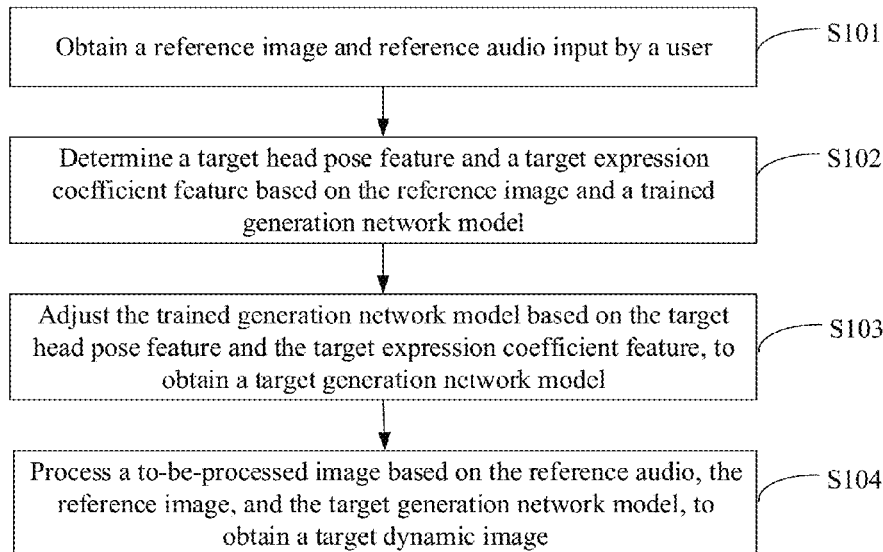 Obtain a reference image and reference audio input by a user
S101
Determine a target head pose feature and a target expression
coefficient feature based on the reference image and a trained
generation network model
S102
Adjust the trained generation network model based on the target
head pose feature and the target expression coefficient feature, to
obtain a target generation network model
S103
Process a to-be-processed image based on the reference audio, the
reference image, and the target generation network model, to
obtain a target dynamic image
S104